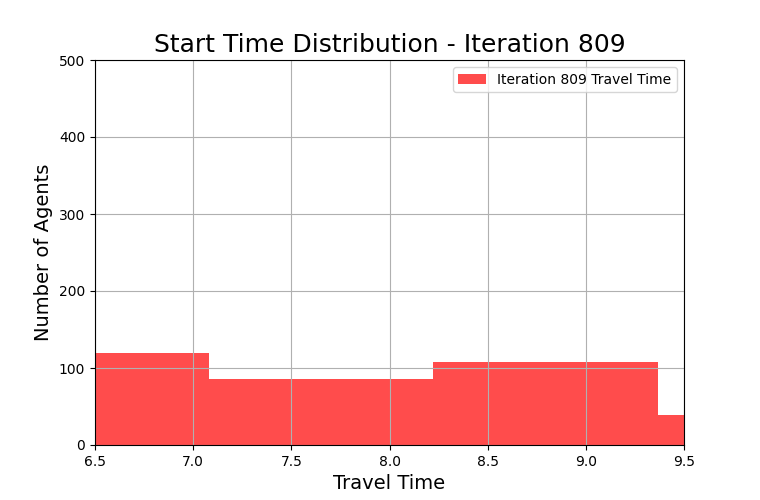 Start Time Distribution - Iteration 809
Iteration 809 Travel Time
Number of Agents
500
400
300
200
100
0
6.5 7.0 7.5 8.0 8.5 9.0 9.5
Travel Time